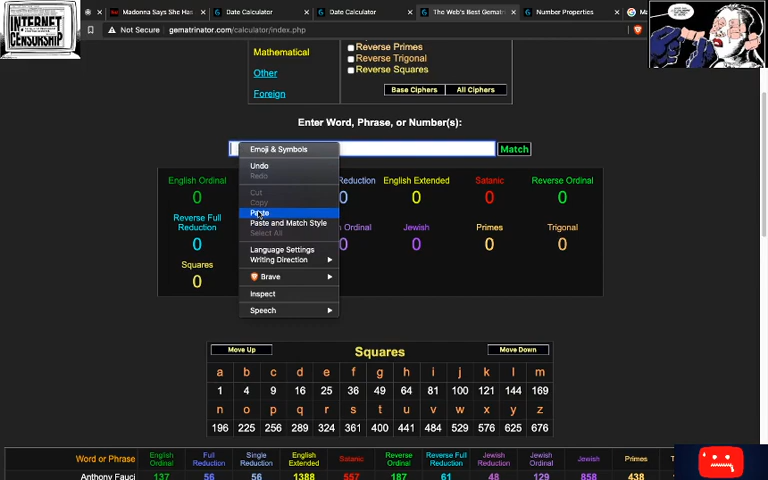 INTERNET
CENSORSHIP
Madonna Says She Han
Date Calculator
Date Calculator
The Web's Best Gematr
Number Properties
Not Secure gematrinator.com/calculator/index.php
Mathematical
Other
Foreign
Reverse Primes
Reverse Trigonal
Reverse Squares
Base Ciphers
All Ciphers
Enter Word, Phrase, or Number(s):
Match
Emoji & Symbols
Undo
Redo
Cut
Copy
Paste
Paste and Match Style
Select All
Language Settings
Writing Direction
Brave
Inspect
Speech
English Ordinal
0
Reduction
0
English Extended
0
Satanic
0
Reverse Ordinal
0
Reverse Full
Reduction
0
Ordinal
0
Jewish
0
Primes
0
Trigonal
0
Squares
0
Move Up
Squares
Move Down
a b c d e f g h i j k l m
1 4 9 16 25 36 49 64 81 100 121 144 169
n o p q r s t u v w x y z
196 225 256 289 324 361 400 441 484 529 576 625 676
Word or Phrase English Ordinal Full Reduction Single Reduction English Extended Satanic Reverse Ordinal Reverse Full Reduction Jewish Reduction Jewish Ordinal Jewish Primes
Anthony Fauci 137 56 56 1388 557 187 61 48 129 858 438